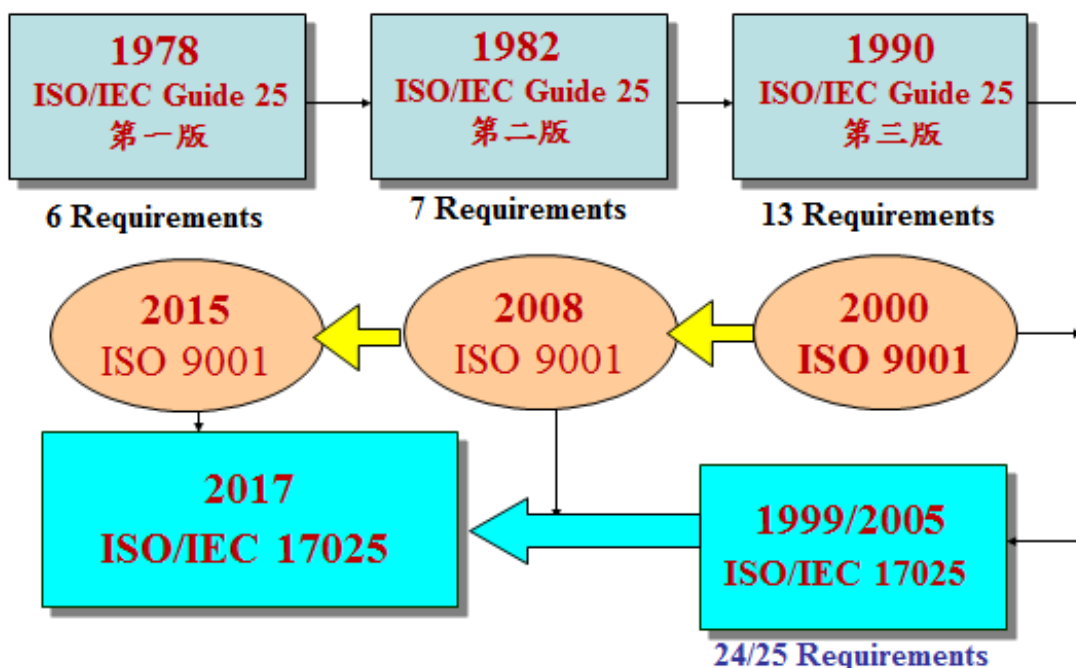 1978
ISO/IEC Guide 25
第一版
1982
ISO/IEC Guide 25
第二版
1990
ISO/IEC Guide 25
第三版
6 Requirements
7 Requirements
13 Requirements
2015
ISO 9001
2008
ISO 9001
2000
ISO 9001
2017
ISO/IEC 17025
1999/2005
ISO/IEC 17025
24/25 Requirements